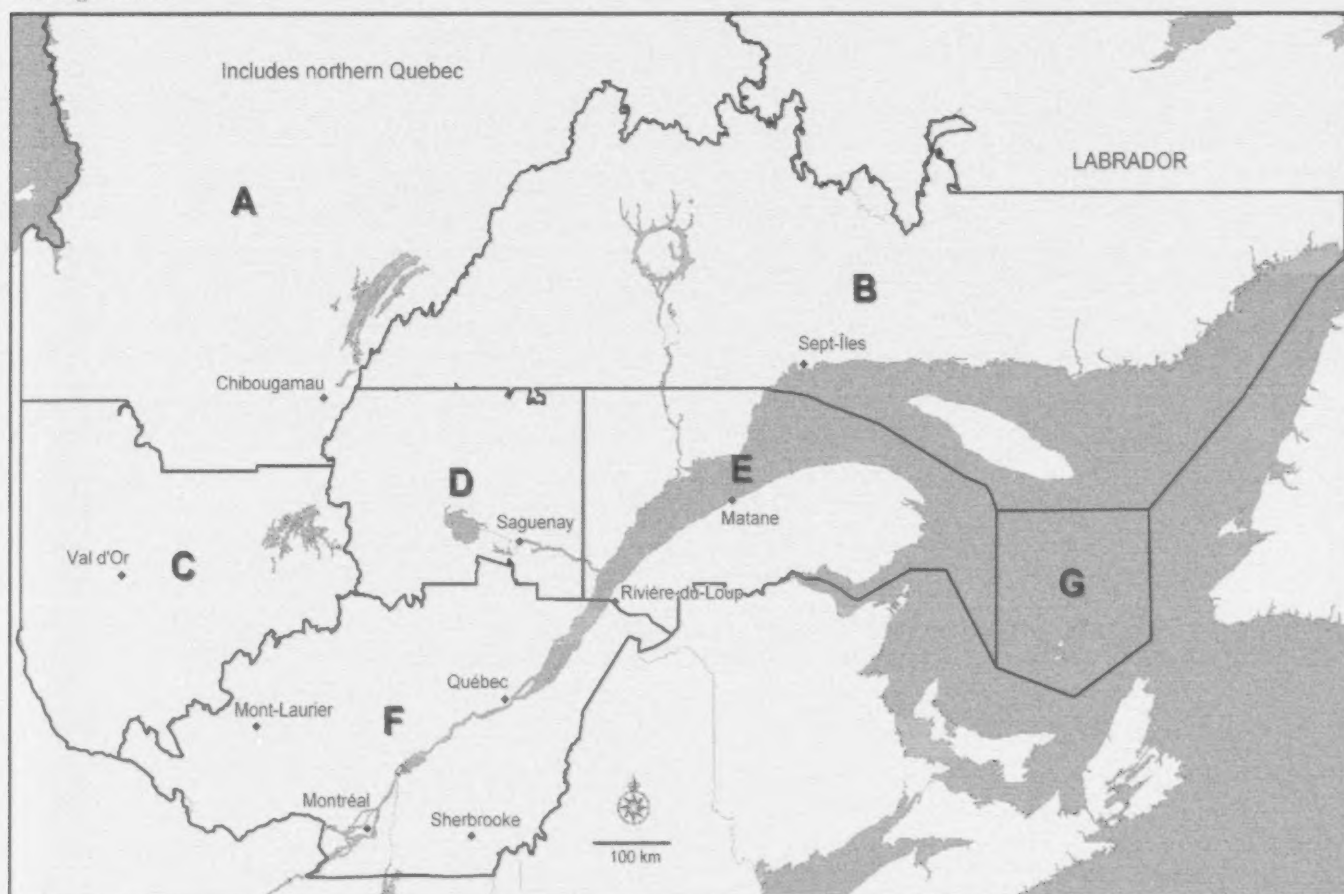 Includes northern Quebec
LABRADOR
A
B
Sept-Îles
Chibougamau
D
E
Matane
Saguenay
Val d'Or
C
G
Rivière-du-Loup
Québec
Mont-Laurier
F
Montréal
Sherbrooke
100 km